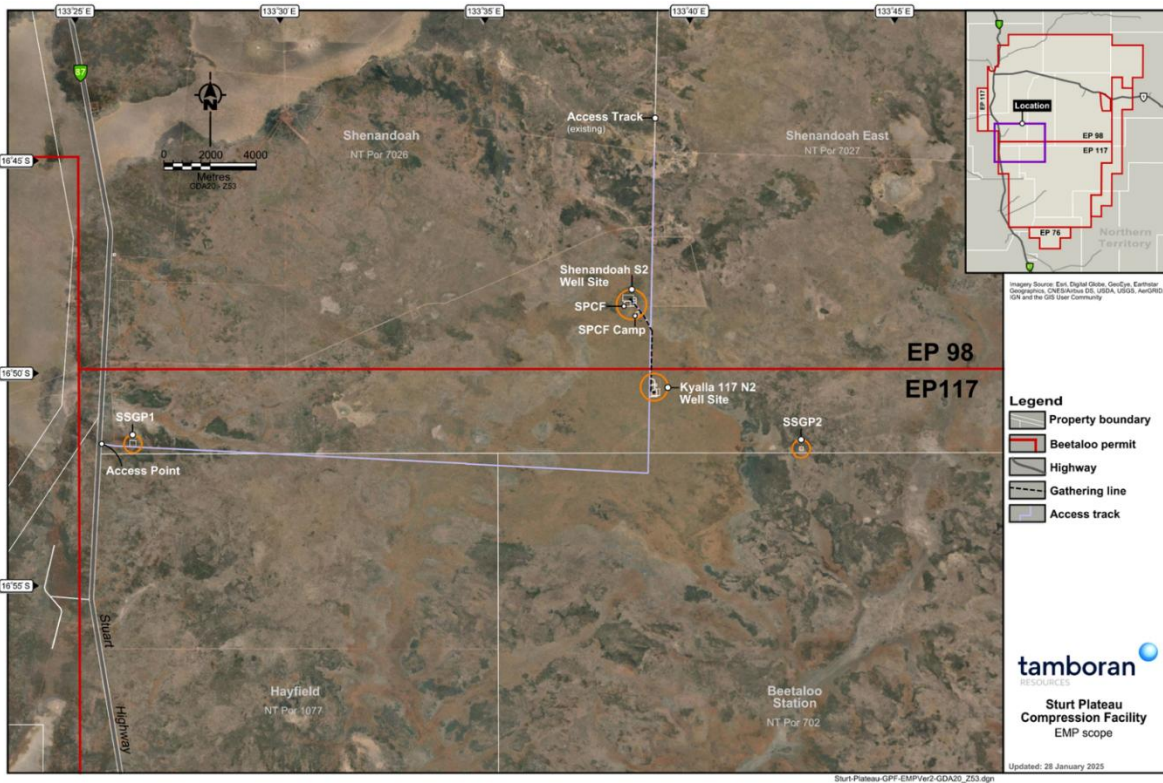 133°25' E
133°30' E
133°35' E
133°40' E
133°45' E
87
N
0 2000 4000
Metres
GDA20 - Z53
16°45' S
16°50' S
16°55' S
Shenandoah
NT Por 7026
Access Track
(existing)
Shenandoah East
NT Por 7027
Shenandoah S2
Well Site
SPCF
SPCF Camp
EP 98
EP117
Kyalla 117 N2
Well Site
SSGP1
SSGP2
Access Point
Stuart
Highway
Hayfield
NT Por 1077
Beetaloo
Station
NT Por 702
EP 117
Location
EP 98
EP 117
EP 76
Northern
Territory
Imagery Source: Esri, Digital Globe, GeoEye, Earthstar
Geographics, CNES/Airbus DS, USDA, USGS, AeroGRID,
IGN and the GIS User Community
Legend
Property boundary
Beetaloo permit
Highway
Gathering line
Access track
tamboran
RESOURCES
Sturt Plateau
Compression Facility
EMP scope
Updated: 28 January 2025
Sturt-Plateau-GPF-EMPVer2-GDA20_Z53.dgn